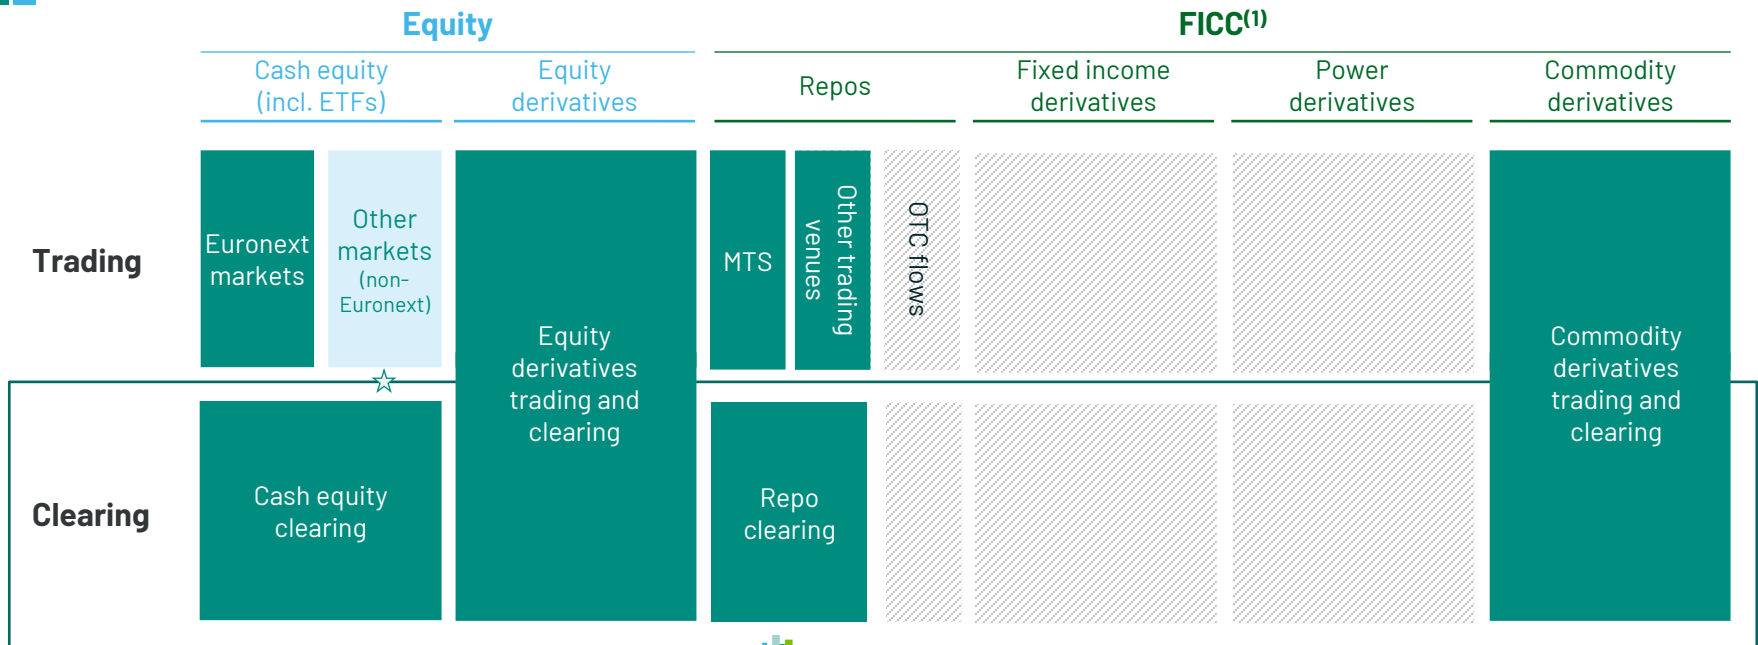 Equity
FICC(1)
Cash equity
(incl. ETFs)
Equity
derivatives
Repos
Fixed income
derivatives
Power
derivatives
Commodity
derivatives
Trading
Euronext
markets
Other
markets
(non-
Euronext)
Equity
derivatives
trading and
clearing
MTS
Other trading
venues
OTC flows
Commodity
derivatives
trading and
clearing
Clearing
Cash equity
clearing
Repo
clearing